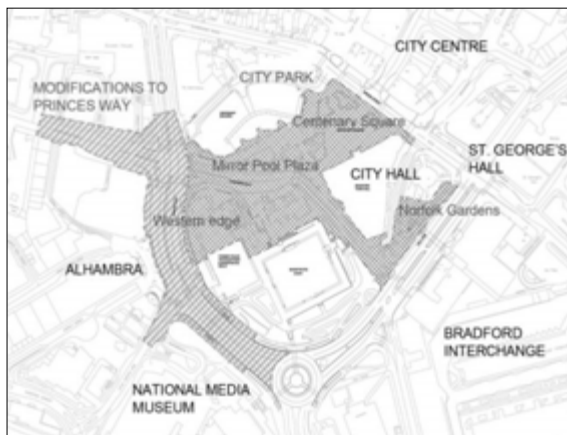 CITY CENTRE
CITY PARK
MODIFICATIONS TO
PRINCES WAY
Centenary Square
ST. GEORGE'S
HALL
Mirror Pool Plaza
CITY HALL
Norfolk Gardens
Western edge
ALHAMBRA
BRADFORD
INTERCHANGE
NATIONAL MEDIA
MUSEUM